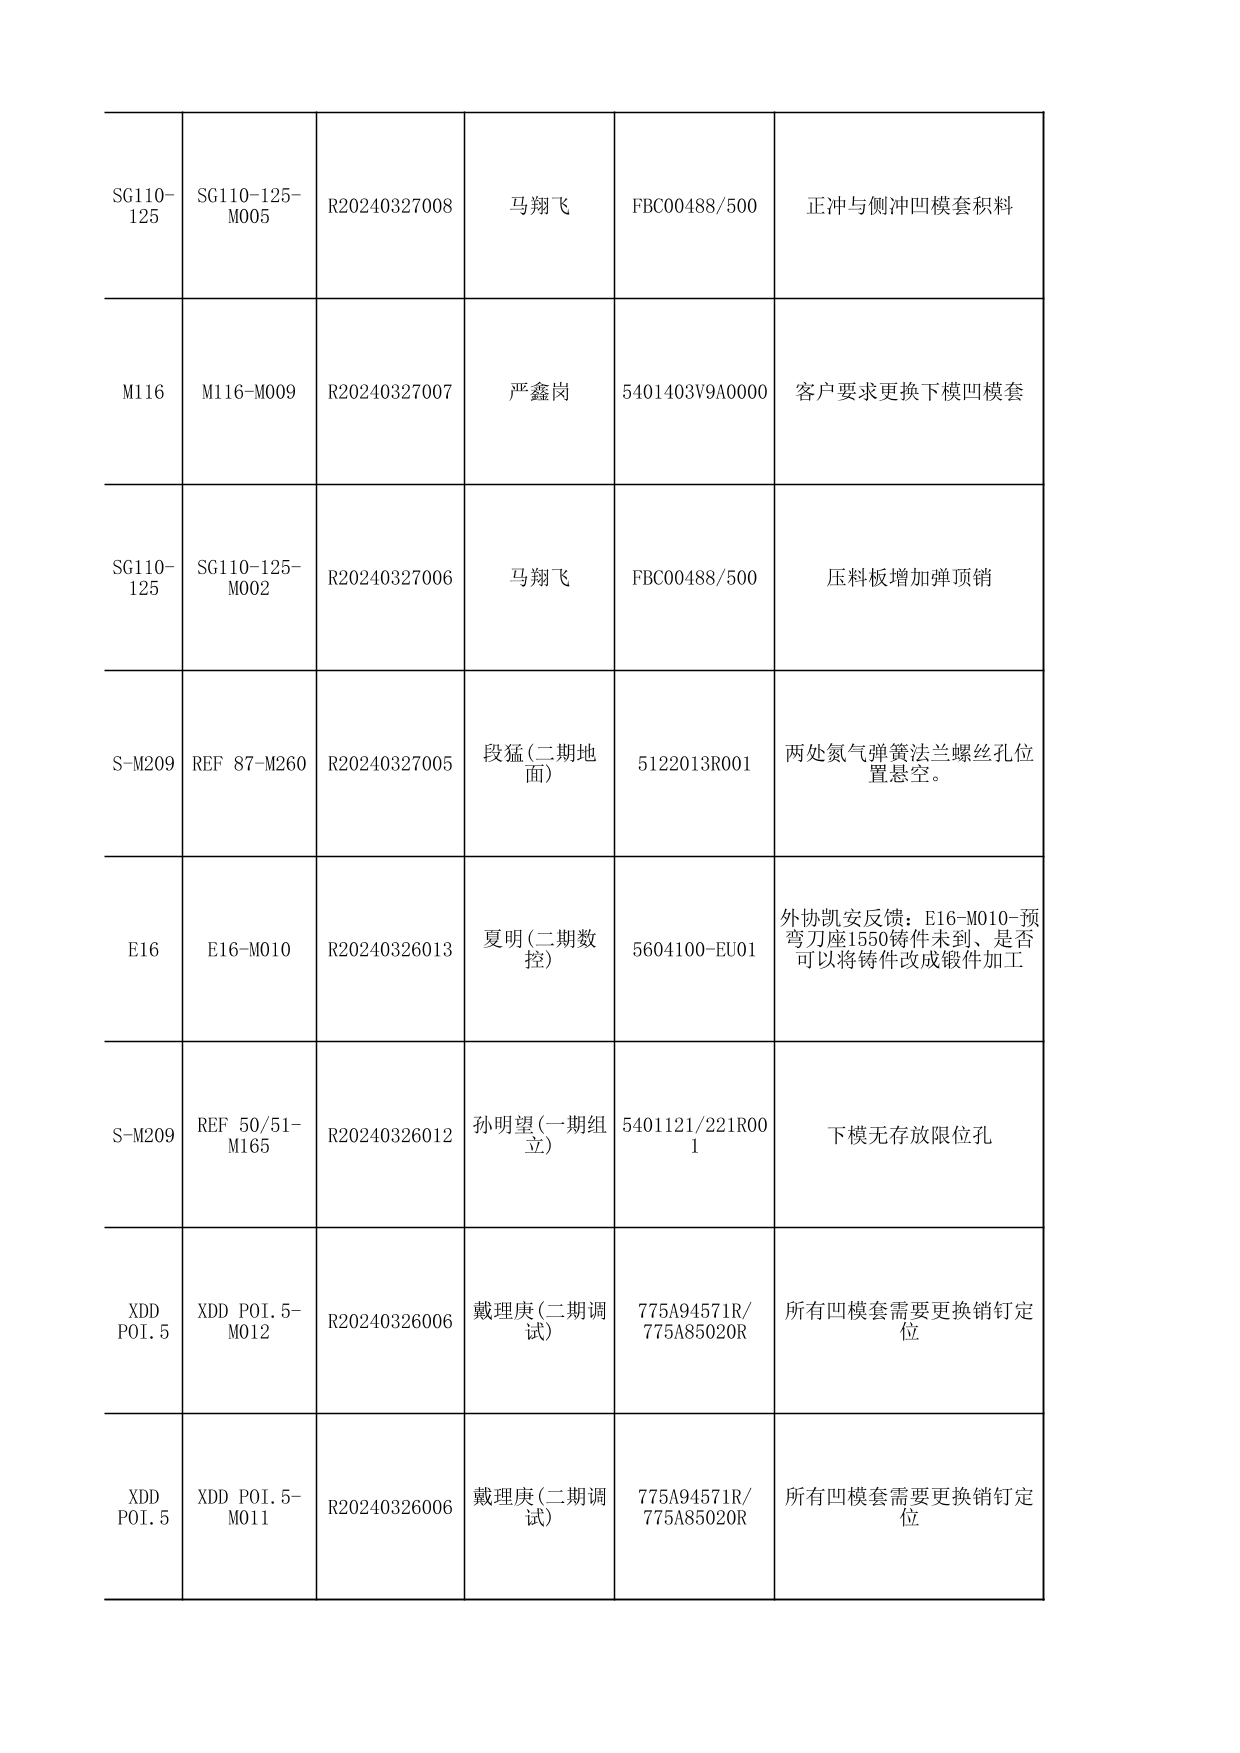 SG110-
125
SG110-125-
M005
R20240327008
马翔飞
FBC00488/500
正冲与侧冲凹模套积料
M116
M116-M009
R20240327007
严鑫岗
5401403V9A0000
客户要求更换下模凹模套
SG110-
125
SG110-125-
M002
R20240327006
马翔飞
FBC00488/500
压料板增加弹顶销
S-M209
REF 87-M260
R20240327005
段猛(二期地
面)
5122013R001
两处氮气弹簧法兰螺丝孔位
置悬空。
E16
E16-M010
R20240326013
夏明(二期数
控)
5604100-EU01
外协凯安反馈：E16-M010-预
弯刀座1550铸件未到、是否
可以将铸件改成锻件加工
S-M209
REF 50/51-
M165
R20240326012
孙明望(一期组
立)
5401121/221R00
1
下模无存放限位孔
XDD
POI.5
XDD POI.5-
M012
R20240326006
戴理庚(二期调
试)
775A94571R/
775A85020R
所有凹模套需要更换销钉定
位
XDD
POI.5
XDD POI.5-
M011
R20240326006
戴理庚(二期调
试)
775A94571R/
775A85020R
所有凹模套需要更换销钉定
位